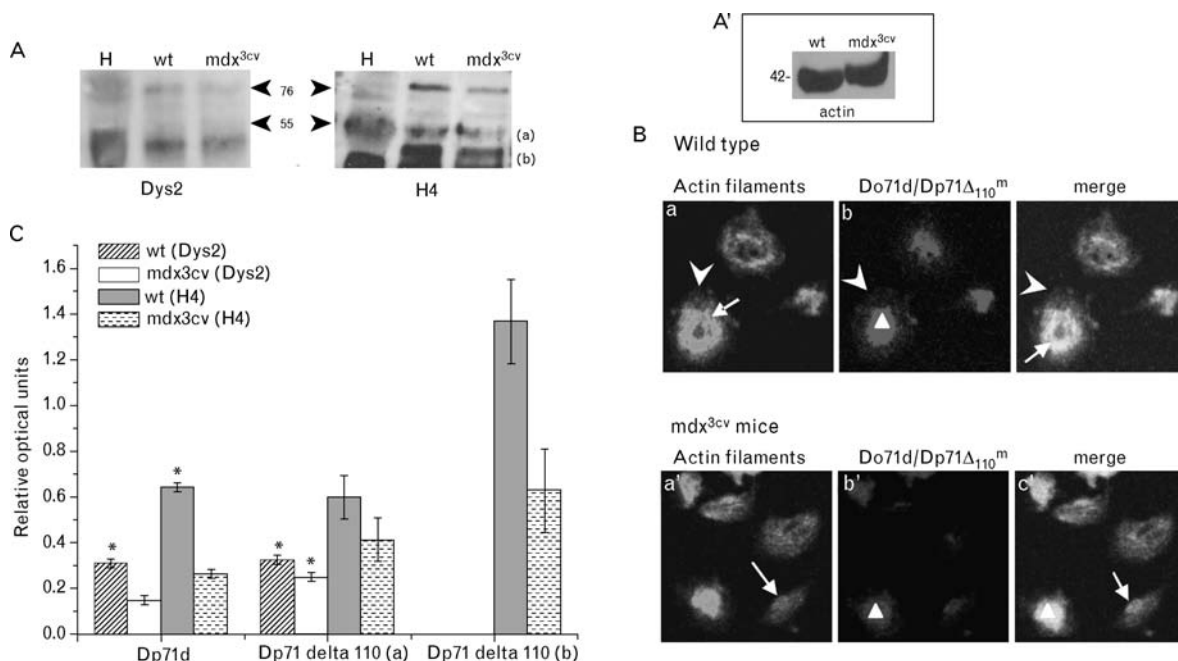 A
H wt mdx3cv
H wt mdx3cv
76
55
(a)
(b)
Dys2
H4
A'
wt mdx3cv
42-
actin
B
Wild type
Actin filaments Do71d/Dp71Δ110m merge
a b
mdx3cv mice
Actin filaments Do71d/Dp71Δ110m merge
a' b' c'
C
wt (Dys2)
mdx3cv (Dys2)
wt (H4)
mdx3cv (H4)
Relative optical units
1.6
1.4
1.2
1.0
0.8
0.6
0.4
0.2
0.0
* * * *
Dp71d Dp71 delta 110 (a) Dp71 delta 110 (b)